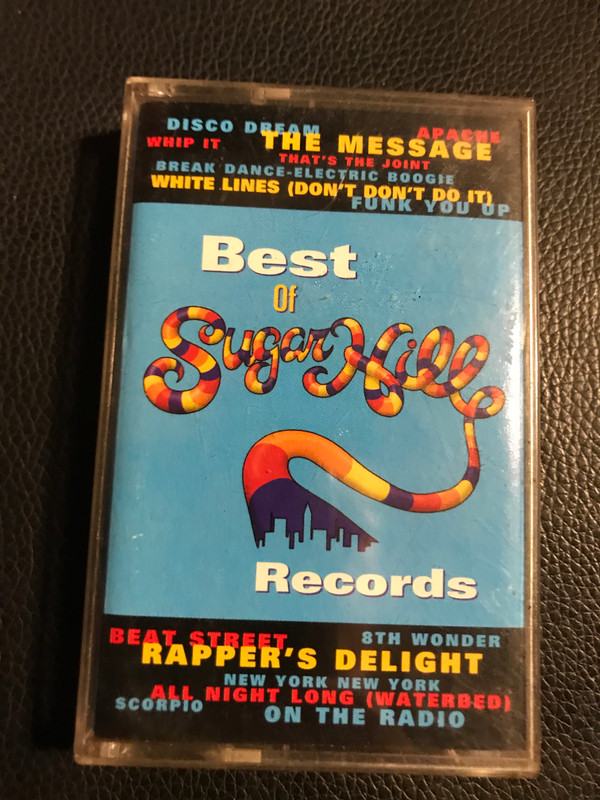 DISCO DREAM
APACHE
WHIP IT
THE MESSAGE
THAT'S THE JOINT
BREAK DANCE-ELECTRIC BOOGIE
WHITE LINES (DON'T DON'T DO IT)
FUNK YOU UP
Best
Of
Sugar Hill
Records
BEAT STREET
8TH WONDER
RAPPER'S DELIGHT
NEW YORK NEW YORK
ALL NIGHT LONG (WATERBED)
SCORPIO
ON THE RADIO